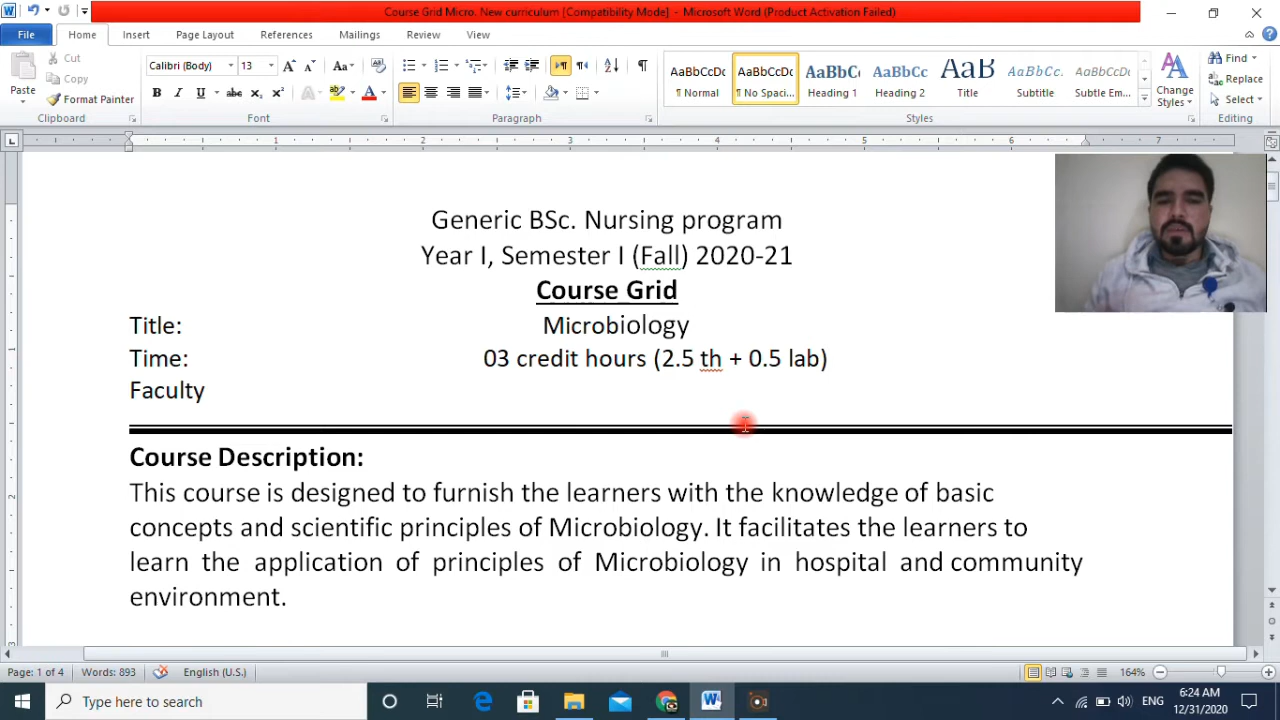 Course Grid Micro. New curriculum [Compatibility Mode] - Microsoft Word (Product Activation Failed)
File Home Insert Page Layout References Mailings Review View
Paste
Cut
Copy
Format Painter
Clipboard
Calibri (Body) 13
Font
Paragraph
AaBbCcDc AaBbCcDc AaBbCc AaBbCc AaB AaBbCc. AaBbCcDc
¶ Normal ¶ No Spaci... Heading 1 Heading 2 Title Subtitle Subtle Em...
Change Styles
Styles
Find
Replace
Select
Editing
1 2 3 4 5 6 7
Generic BSc. Nursing program
Year I, Semester I (Fall) 2020-21
Course Grid
Title: Microbiology
Time: 03 credit hours (2.5 th + 0.5 lab)
Faculty
Course Description:
This course is designed to furnish the learners with the knowledge of basic
concepts and scientific principles of Microbiology. It facilitates the learners to
learn the application of principles of Microbiology in hospital and community
environment.
Page: 1 of 4 Words: 893 English (U.S.) 164%
Type here to search
ENG
6:24 AM
12/31/2020